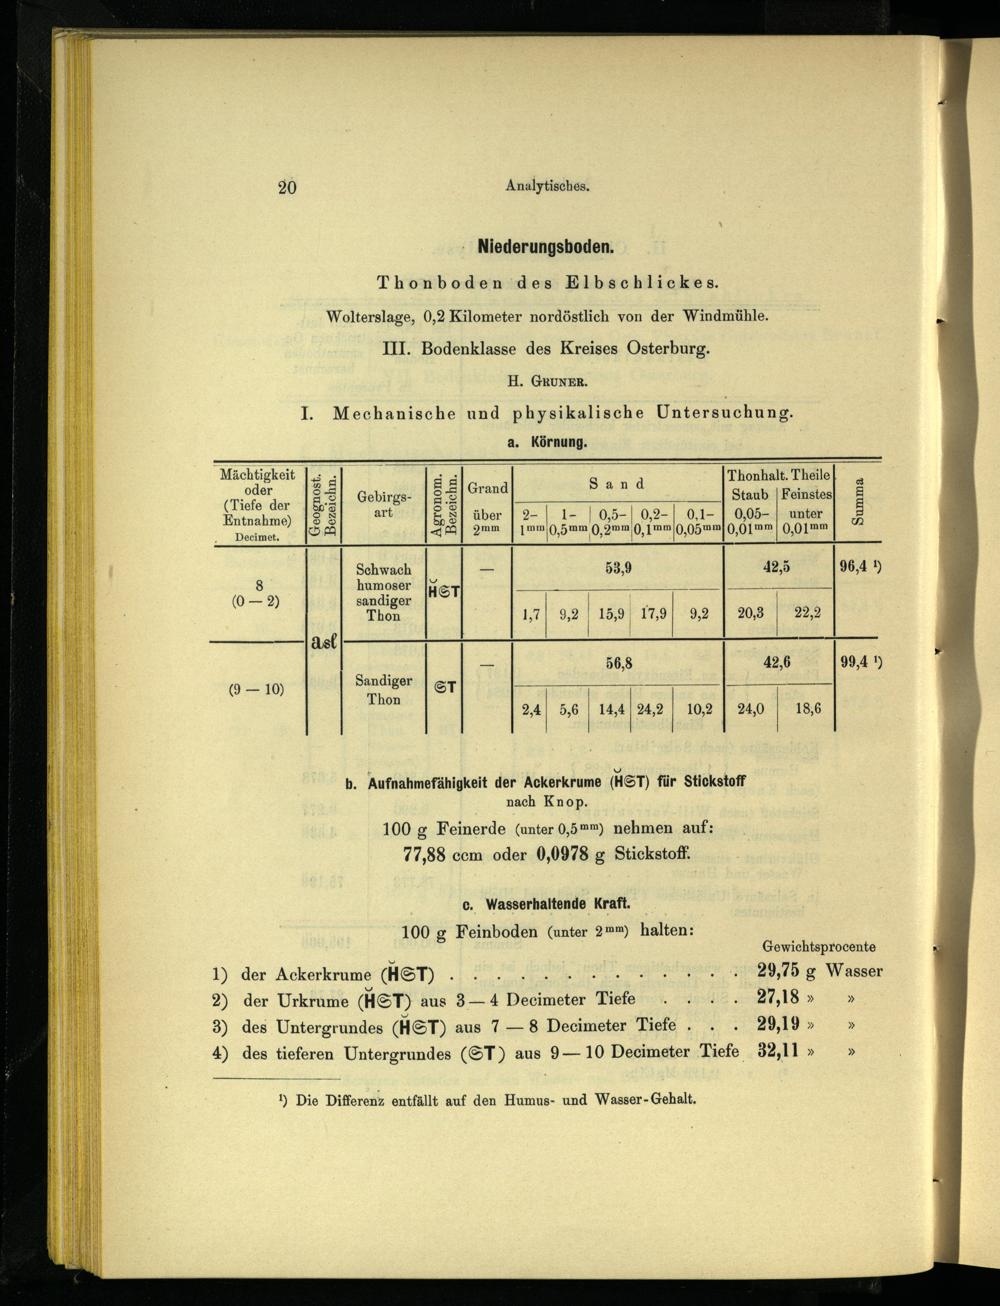 20
Analytisches.
Niederungsboden.
Thonboden des Elbschlickes.
Wolterslage, 0,2 Kilometer nordöstlich von der Windmühle.
III. Bodenklasse des Kreises Osterburg.
H. GRUNER.
I. Mechanische und physikalische Untersuchung.
a. Körnung.
Mächtigkeit oder (Tiefe der Entnahme) Decimet. | Geognost. Bezeichn. | Gebirgs-art | Agronom. Bezeichn. | Grand über 2mm | Sand | Thonhalt. Theile | Summa
2–1mm | 1–0,5mm | 0,5–0,2mm | 0,2–0,1mm | 0,1–0,05mm | Staub 0,05–0,01mm | Feinstes unter 0,01mm
8 (0 — 2) | asl | Schwach humoser sandiger Thon | H̆ST | — | 53,9 | 42,5 | 96,4 ¹)
1,7 | 9,2 | 15,9 | 17,9 | 9,2 | 20,3 | 22,2
(9 — 10) | Sandiger Thon | ST | — | 56,8 | 42,6 | 99,4 ¹)
2,4 | 5,6 | 14,4 | 24,2 | 10,2 | 24,0 | 18,6
b. Aufnahmefähigkeit der Ackerkrume (H̆ST) für Stickstoff
nach Knop.
100 g Feinerde (unter 0,5mm) nehmen auf:
77,88 ccm oder 0,0978 g Stickstoff.
c. Wasserhaltende Kraft.
100 g Feinboden (unter 2mm) halten:
Gewichtsprocente
1) der Ackerkrume (H̆ST) . . . . . . . . . . . . . 29,75 g Wasser
2) der Urkrume (H̆ST) aus 3 — 4 Decimeter Tiefe . . . . 27,18 » »
3) des Untergrundes (H̆ST) aus 7 — 8 Decimeter Tiefe . . . 29,19 » »
4) des tieferen Untergrundes (ST) aus 9 — 10 Decimeter Tiefe 32,11 » »
¹) Die Differenz entfällt auf den Humus- und Wasser-Gehalt.